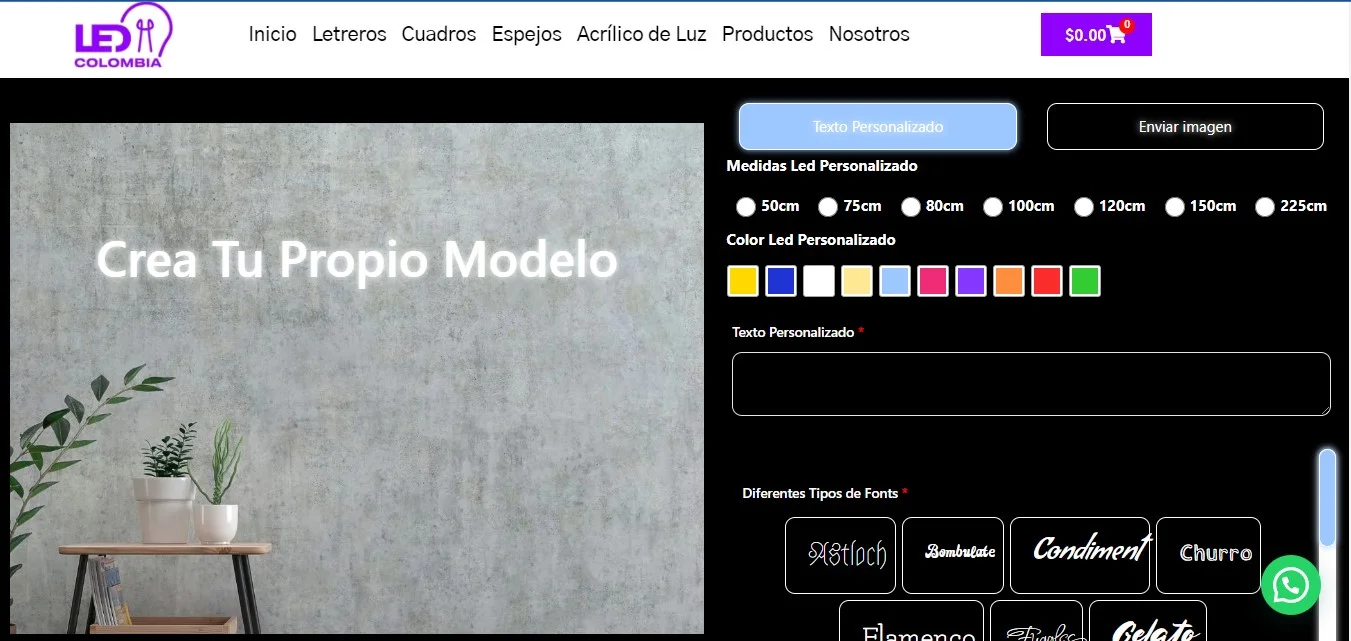 LED
COLOMBIA
Inicio Letreros Cuadros Espejos Acrílico de Luz Productos Nosotros
$0.00
0
Crea Tu Propio Modelo
Texto Personalizado Enviar imagen
Medidas Led Personalizado
50cm 75cm 80cm 100cm 120cm 150cm 225cm
Color Led Personalizado
Texto Personalizado *
Diferentes Tipos de Fonts *
Astloch Bombulate Condiment Churro
Flamenco Fuggles Gelato